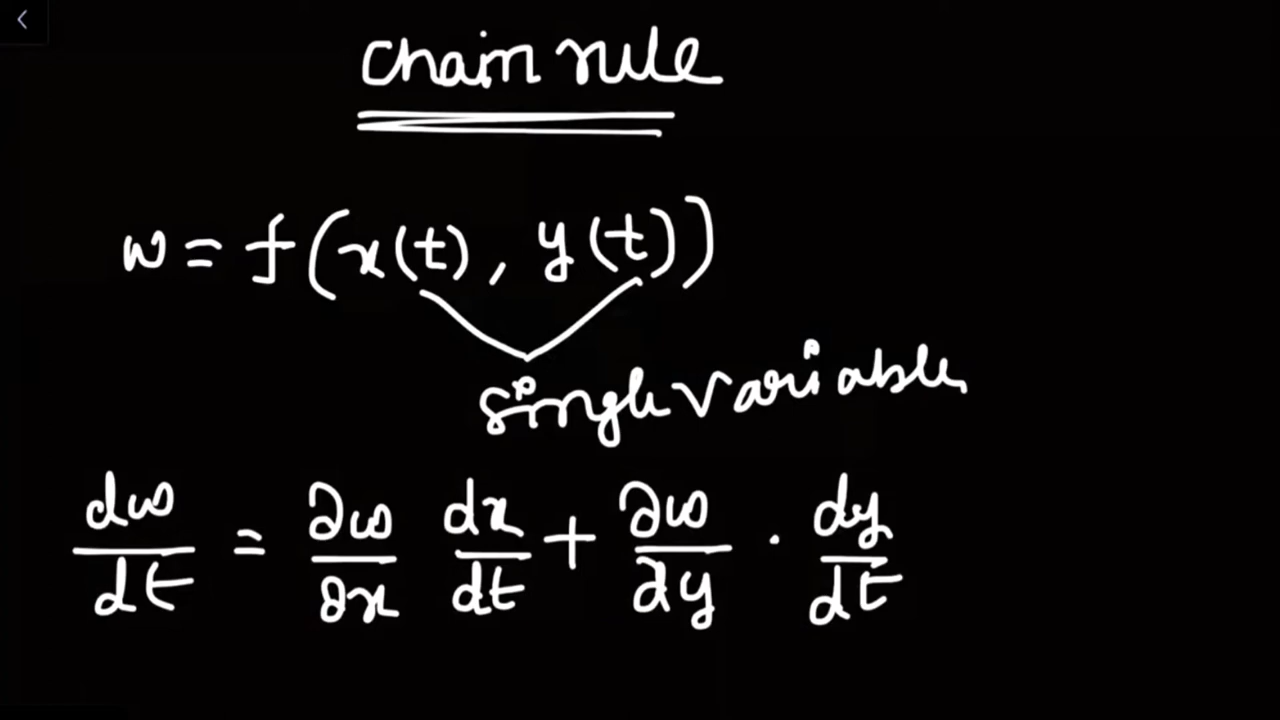 chain rule
w = f(x(t), y(t))
single variable
dw/dt = ∂w/∂x dx/dt + ∂w/∂y · dy/dt